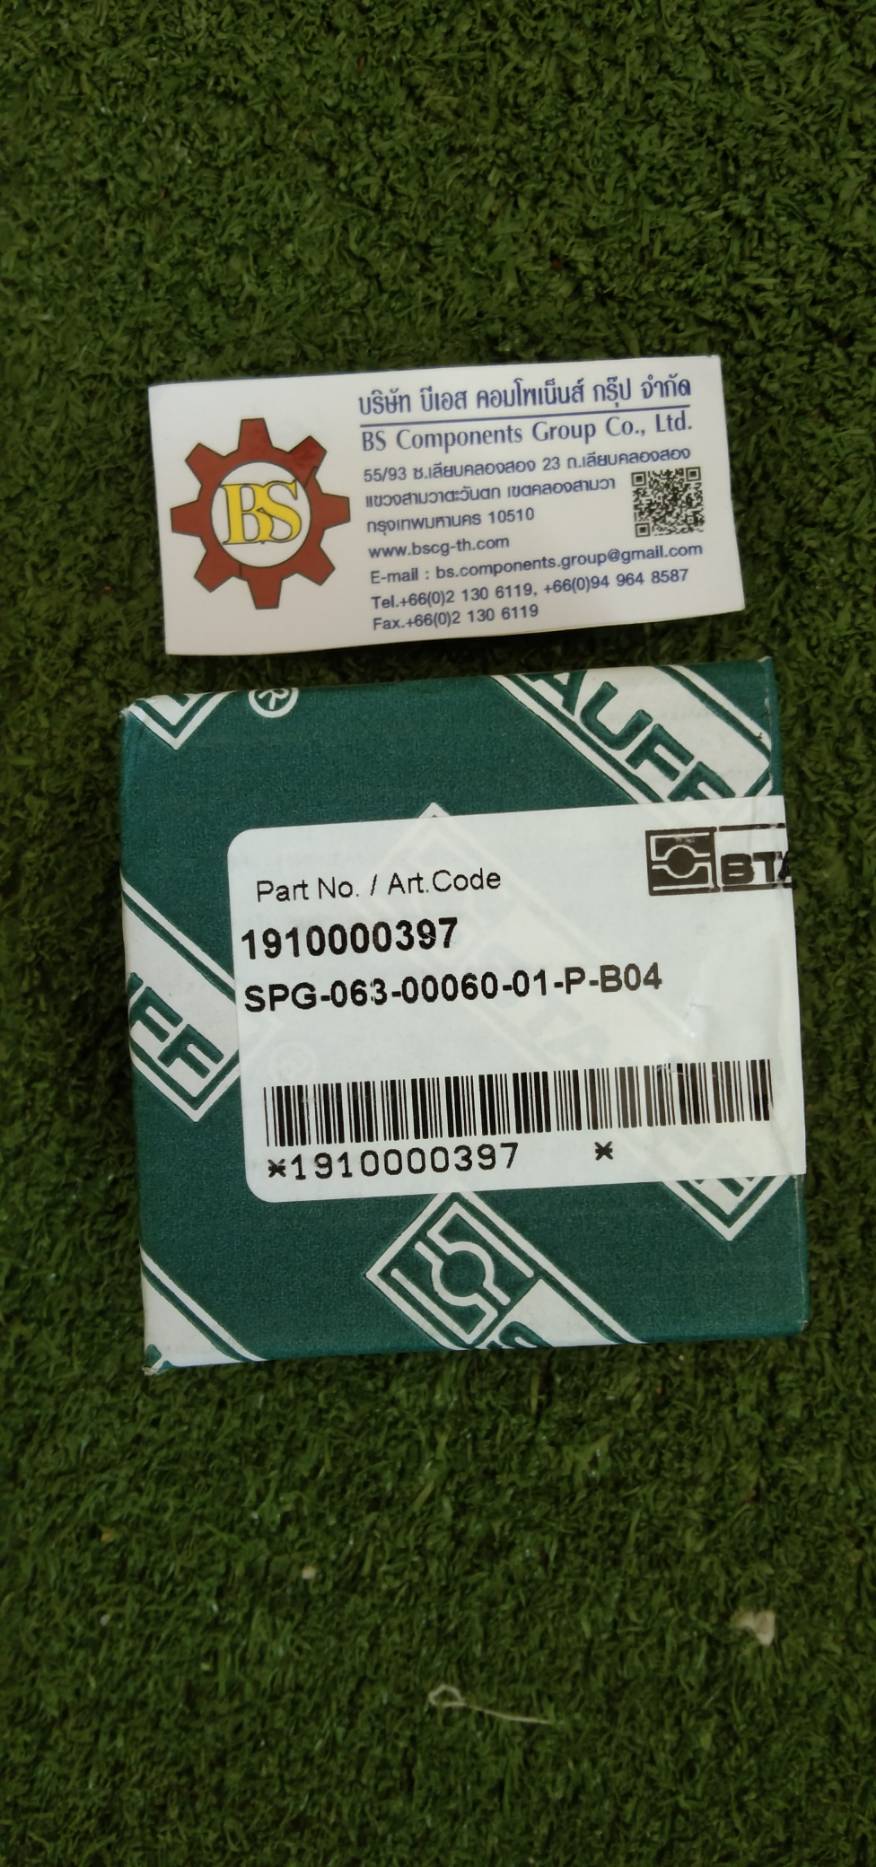 บริษัท บีเอส คอมโพเน็นส์ กรุ๊ป จำกัด
BS Components Group Co., Ltd.
55/93 ซ.เลียบคลองสอง 23 ถ.เลียบคลองสอง
แขวงสามวาตะวันตก เขตคลองสามวา
กรุงเทพมหานคร 10510
www.bscg-th.com
E-mail : bs.components.group@gmail.com
Tel.+66(0)2 130 6119, +66(0)94 964 8587
Fax.+66(0)2 130 6119
BS
®
AUFF
Part No. / Art.Code
STA
1910000397
SPG-063-00060-01-P-B04
FF
*1910000397 *